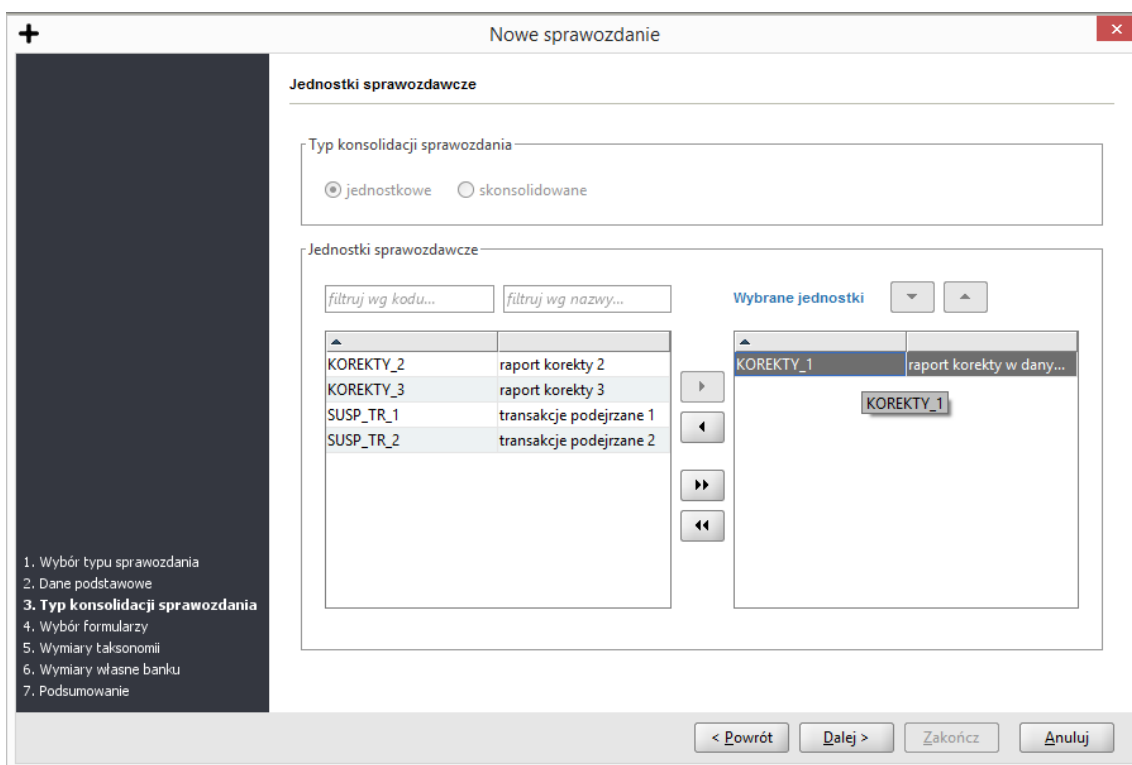 Nowe sprawozdanie
Jednostki sprawozdawcze
Typ konsolidacji sprawozdania
jednostkowe skonsolidowane
Jednostki sprawozdawcze
filtruj wg kodu... filtruj wg nazwy... Wybrane jednostki
KOREKTY_2 raport korekty 2
KOREKTY_3 raport korekty 3
SUSP_TR_1 transakcje podejrzane 1
SUSP_TR_2 transakcje podejrzane 2
KOREKTY_1 raport korekty w dany...
KOREKTY_1
1. Wybór typu sprawozdania
2. Dane podstawowe
3. Typ konsolidacji sprawozdania
4. Wybór formularzy
5. Wymiary taksonomii
6. Wymiary własne banku
7. Podsumowanie
< Powrót Dalej > Zakończ Anuluj